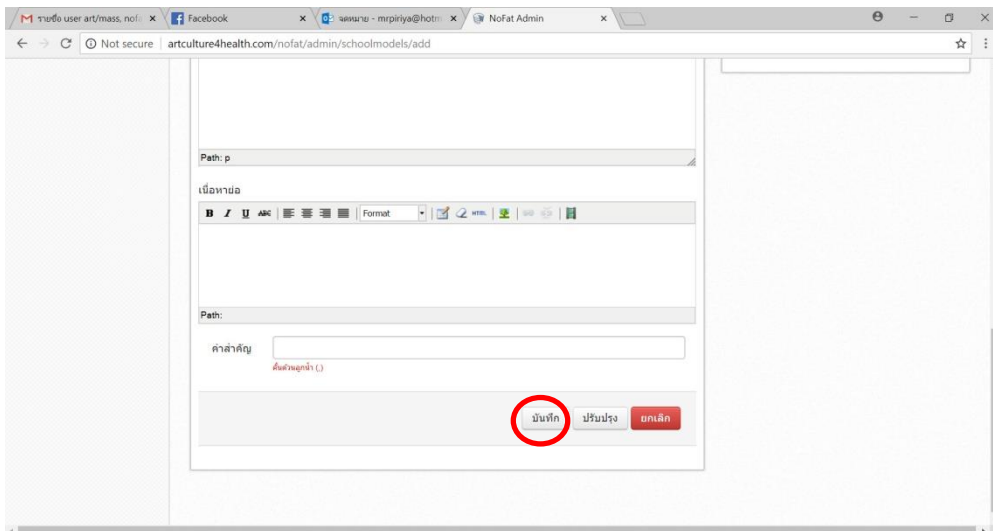 รายชื่อ user art/mass, nofa
Facebook
จดหมาย - mrpiriya@hotm
NoFat Admin
Not secure artculture4health.com/nofat/admin/schoolmodels/add
Path: p
เนื้อหาย่อ
B I U ABC Format HTML
Path:
คำสำคัญ
คั่นด้วยลูกน้ำ (,)
บันทึก ปรับปรุง ยกเลิก